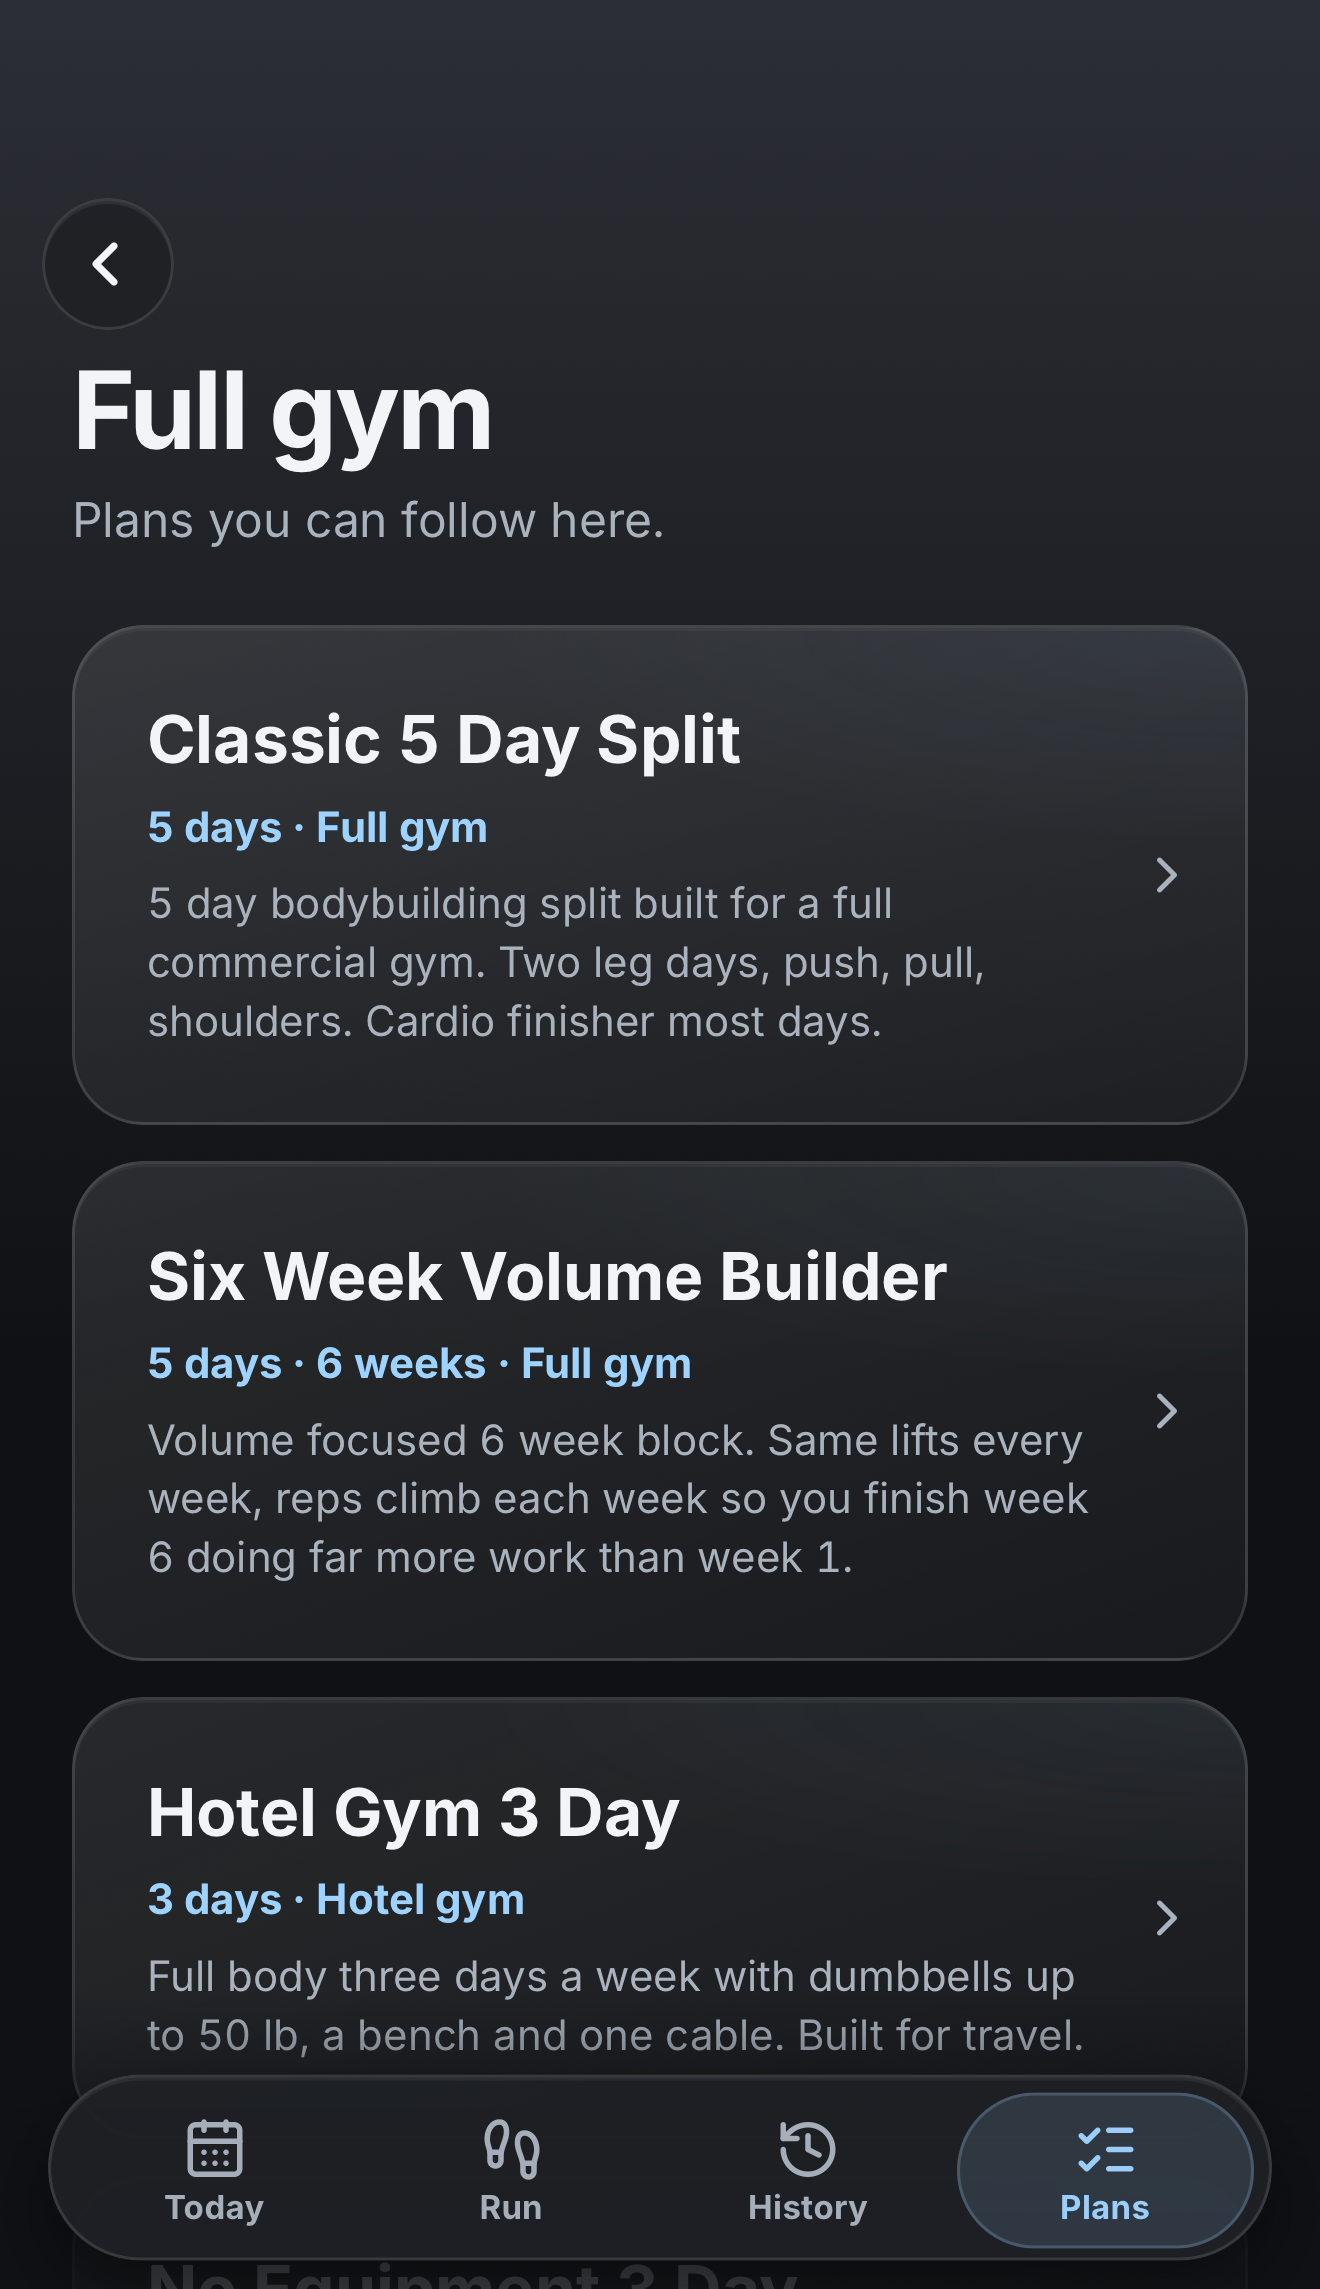 Full gym
Plans you can follow here.
Classic 5 Day Split
5 days · Full gym
5 day bodybuilding split built for a full
commercial gym. Two leg days, push, pull,
shoulders. Cardio finisher most days.
Six Week Volume Builder
5 days · 6 weeks · Full gym
Volume focused 6 week block. Same lifts every
week, reps climb each week so you finish week
6 doing far more work than week 1.
Hotel Gym 3 Day
3 days · Hotel gym
Full body three days a week with dumbbells up
to 50 lb, a bench and one cable. Built for travel.
Today
Run
History
Plans
No Equipment 3 Day